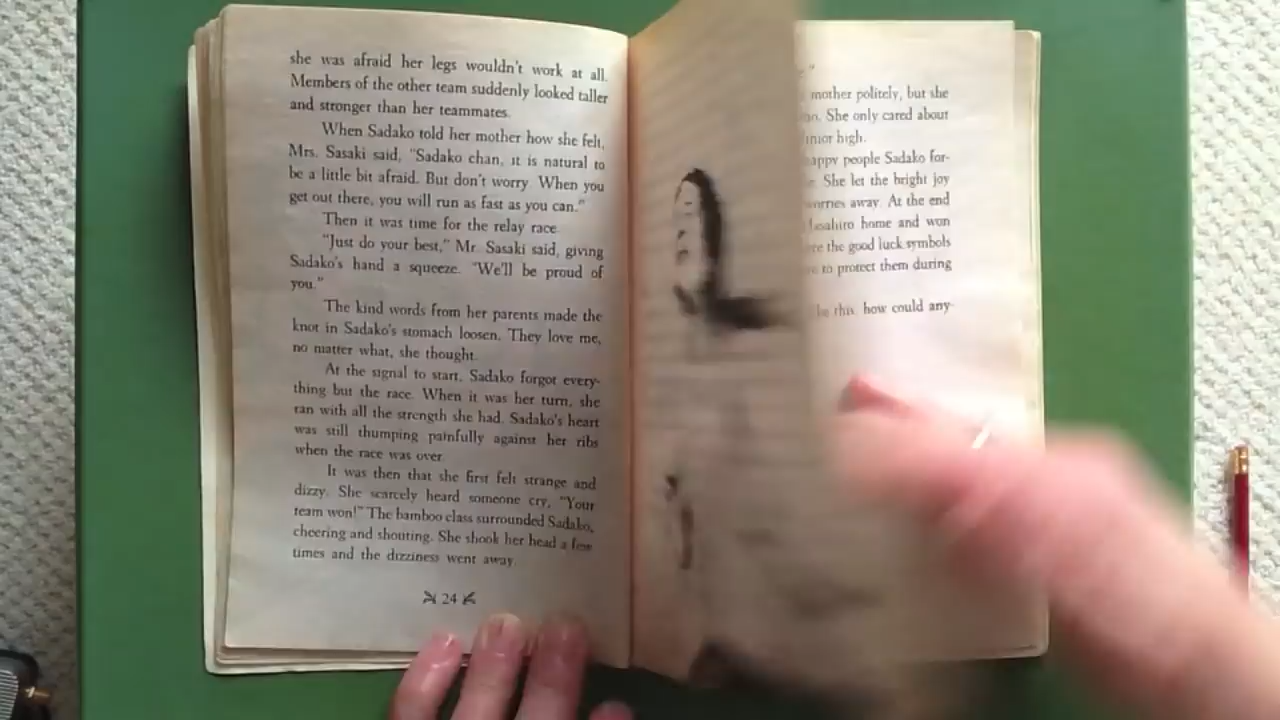 she was afraid her legs wouldn't work at all.
Members of the other team suddenly looked taller
and stronger than her teammates.
When Sadako told her mother how she felt,
Mrs. Sasaki said, "Sadako chan, it is natural to
be a little bit afraid. But don't worry. When you
get out there, you will run as fast as you can."
Then it was time for the relay race.
"Just do your best," Mr. Sasaki said, giving
Sadako's hand a squeeze. "We'll be proud of
you."
The kind words from her parents made the
knot in Sadako's stomach loosen. They love me,
no matter what, she thought.
At the signal to start, Sadako forgot every-
thing but the race. When it was her turn, she
ran with all the strength she had. Sadako's heart
was still thumping painfully against her ribs
when the race was over.
It was then that she first felt strange and
dizzy. She scarcely heard someone cry, "Your
team won!" The bamboo class surrounded Sadako,
cheering and shouting. She shook her head a few
times and the dizziness went away.
24
mother politely, but she
She only cared about
high.
people Sadako for-
She let the bright joy
away. At the end
home and won
the good luck symbols
to protect them during
this, how could any-